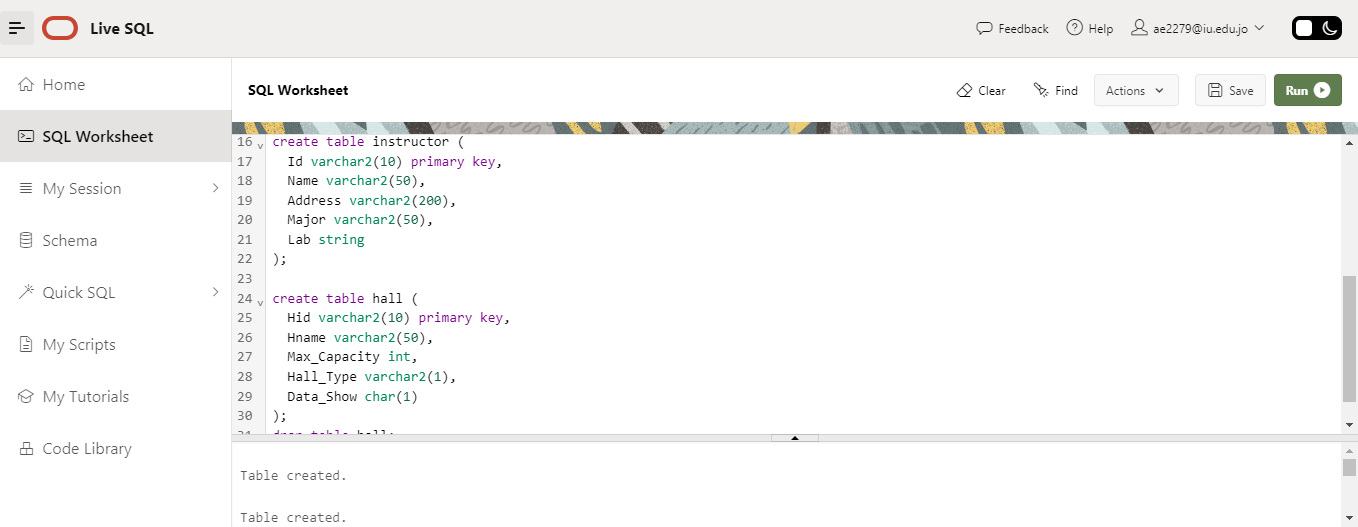 Live SQL
Feedback
Help
ae2279@iu.edu.jo
Home
SQL Worksheet
My Session
Schema
Quick SQL
My Scripts
My Tutorials
Code Library
SQL Worksheet
Clear
Find
Actions
Save
Run
16 create table instructor (
17 Id varchar2(10) primary key,
18 Name varchar2(50),
19 Address varchar2(200),
20 Major varchar2(50),
21 Lab string
22 );
23
24 create table hall (
25 Hid varchar2(10) primary key,
26 Hname varchar2(50),
27 Max_Capacity int,
28 Hall_Type varchar2(1),
29 Data_Show char(1)
30 );
31 drop table hall;
Table created.
Table created.